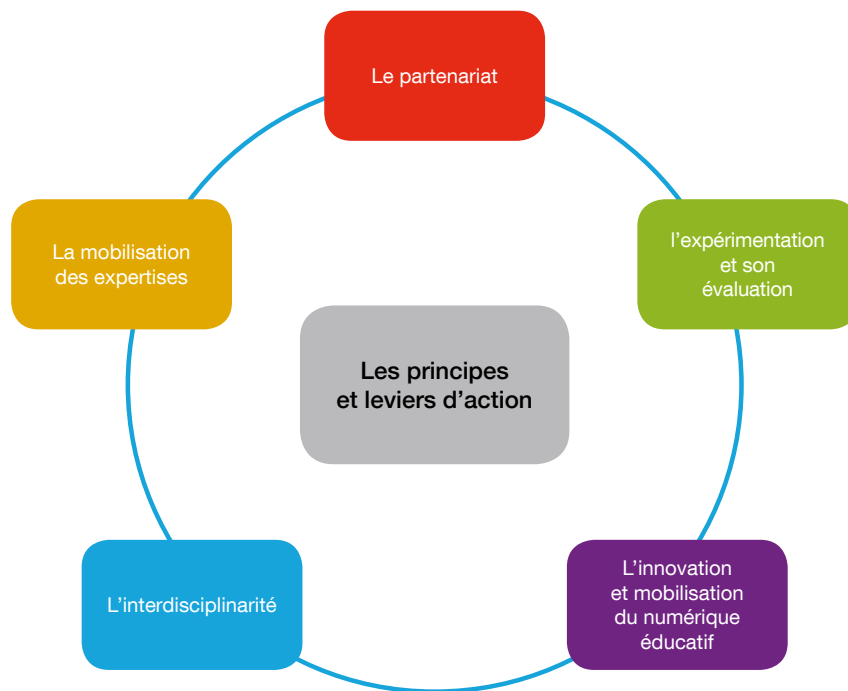 Le partenariat
La mobilisation
des expertises
l'expérimentation
et son
évaluation
Les principes
et leviers d'action
L'interdisciplinarité
L'innovation
et mobilisation
du numérique
éducatif